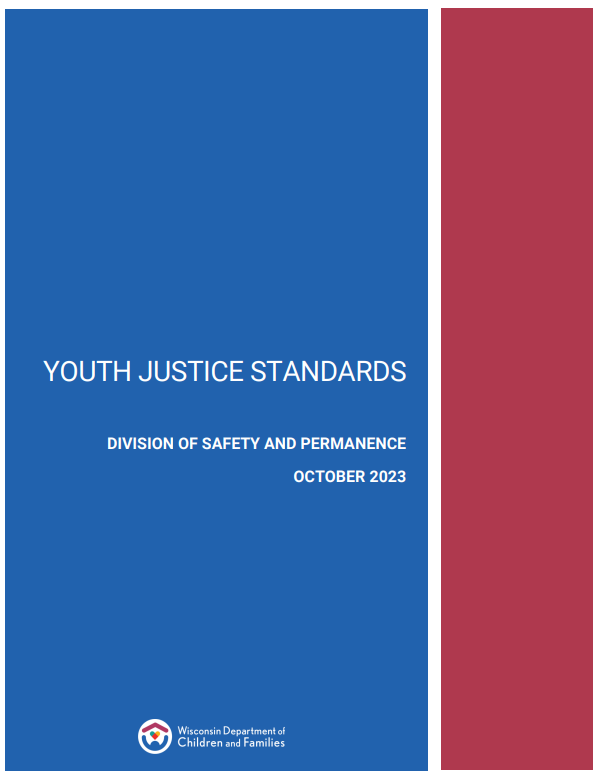 YOUTH JUSTICE STANDARDS
DIVISION OF SAFETY AND PERMANENCE
OCTOBER 2023
Wisconsin Department of
Children and Families